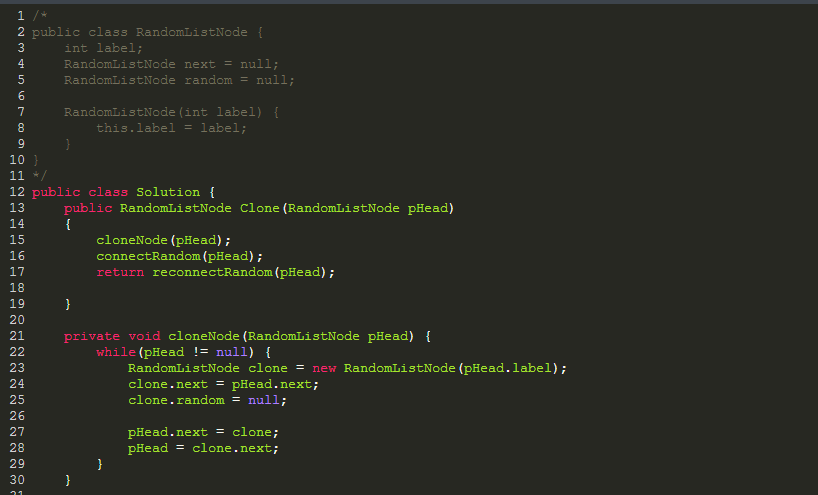 1 /*
2 public class RandomListNode {
3     int label;
4     RandomListNode next = null;
5     RandomListNode random = null;
6
7     RandomListNode(int label) {
8         this.label = label;
9     }
10 }
11 */
12 public class Solution {
13     public RandomListNode Clone(RandomListNode pHead)
14     {
15         cloneNode(pHead);
16         connectRandom(pHead);
17         return reconnectRandom(pHead);
18
19     }
20
21     private void cloneNode(RandomListNode pHead) {
22         while(pHead != null) {
23             RandomListNode clone = new RandomListNode(pHead.label);
24             clone.next = pHead.next;
25             clone.random = null;
26
27             pHead.next = clone;
28             pHead = clone.next;
29         }
30     }
31